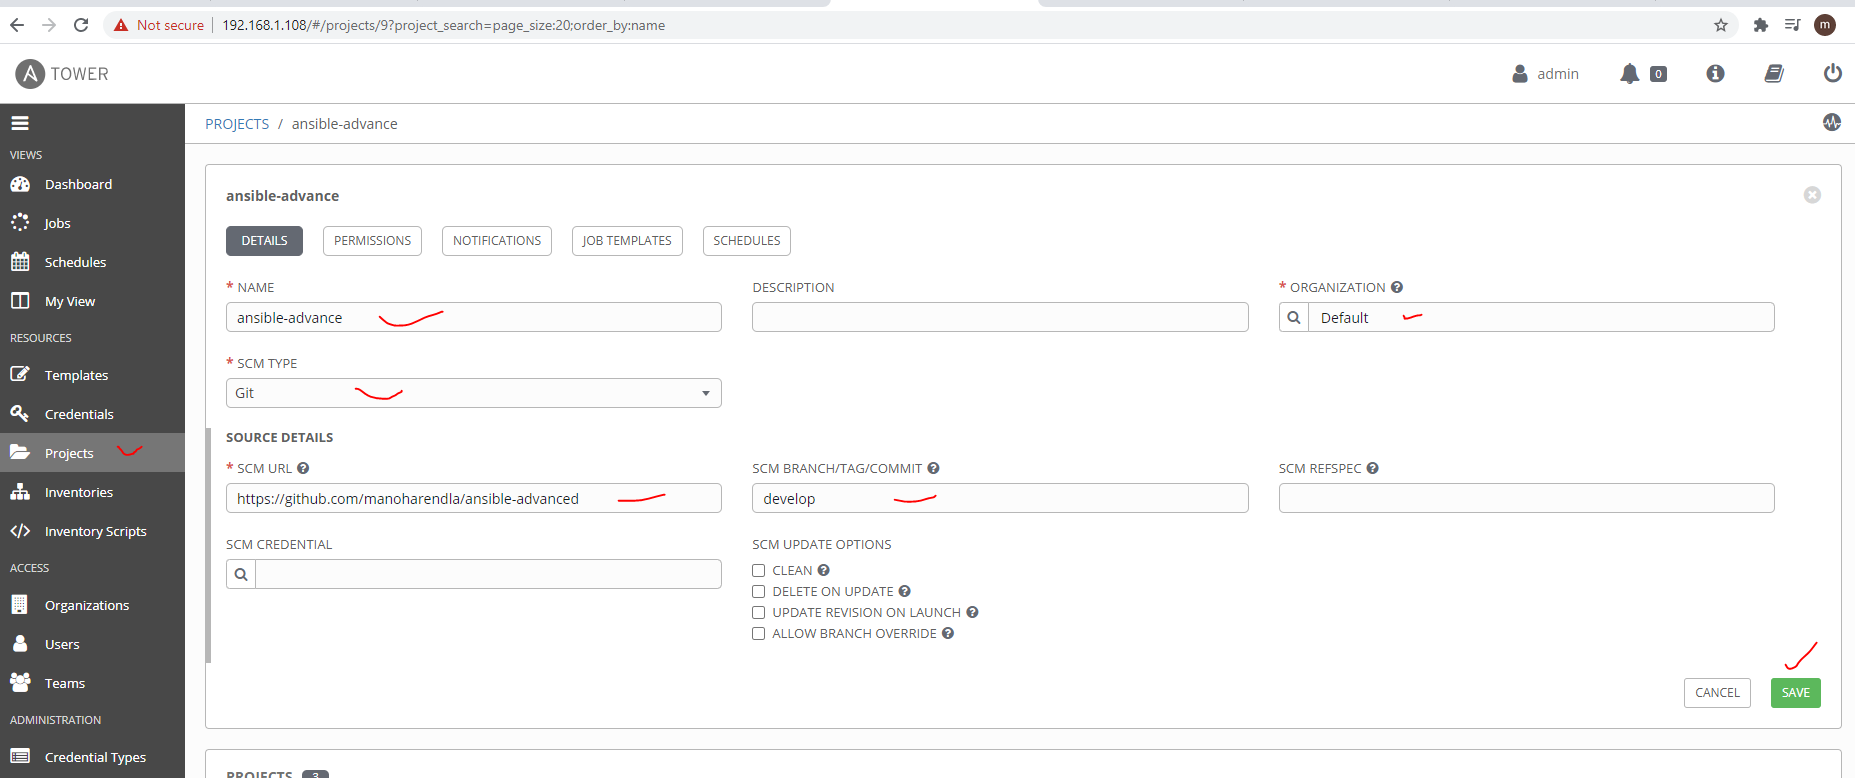 Not secure | 192.168.1.108/#/projects/9?project_search=page_size:20;order_by:name m
A TOWER admin 0
PROJECTS / ansible-advance
VIEWS
Dashboard
Jobs
Schedules
My View
RESOURCES
Templates
Credentials
Projects
Inventories
Inventory Scripts
ACCESS
Organizations
Users
Teams
ADMINISTRATION
Credential Types
ansible-advance
DETAILS PERMISSIONS NOTIFICATIONS JOB TEMPLATES SCHEDULES
* NAME DESCRIPTION * ORGANIZATION ?
ansible-advance Default
* SCM TYPE
Git
SOURCE DETAILS
* SCM URL ? SCM BRANCH/TAG/COMMIT ? SCM REFSPEC ?
https://github.com/manoharendla/ansible-advanced develop
SCM CREDENTIAL SCM UPDATE OPTIONS
CLEAN ?
DELETE ON UPDATE ?
UPDATE REVISION ON LAUNCH ?
ALLOW BRANCH OVERRIDE ?
CANCEL SAVE
PROJECTS 3